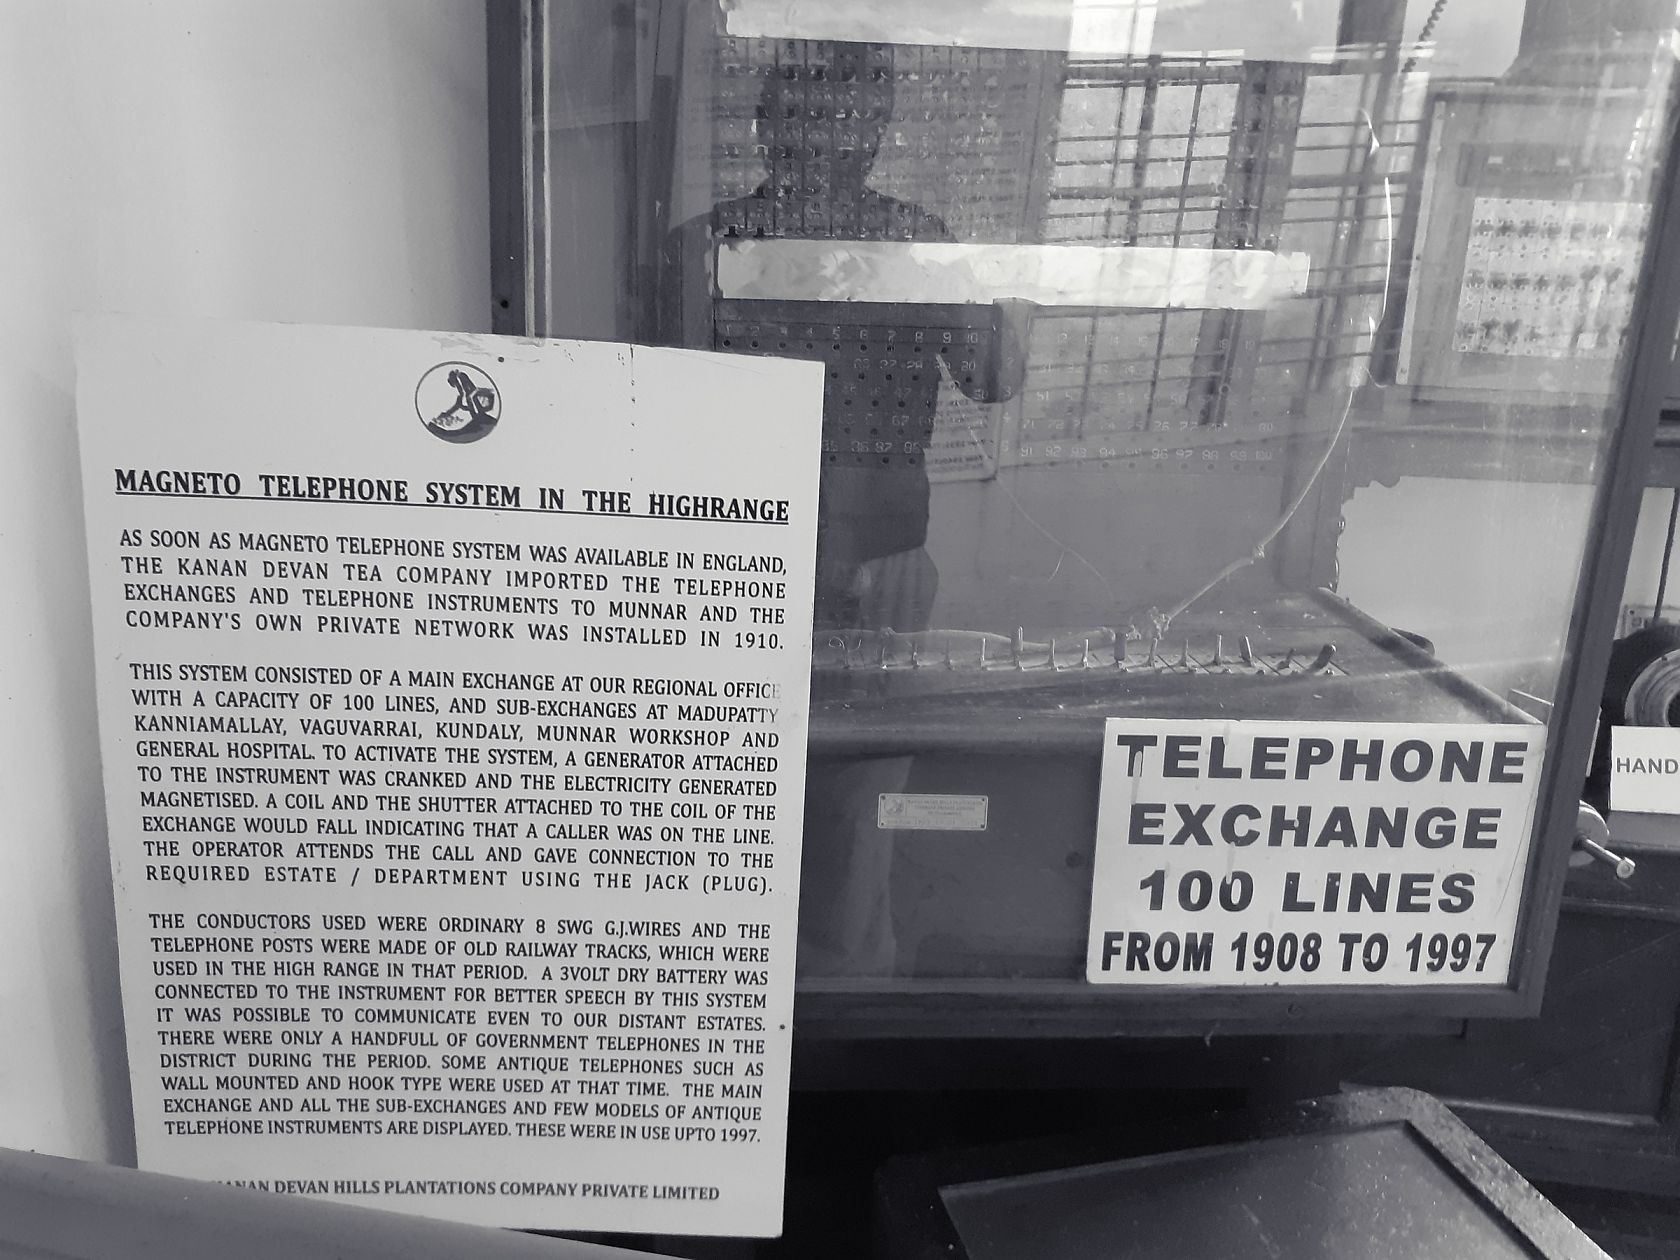 MAGNETO TELEPHONE SYSTEM IN THE HIGHRANGE
AS SOON AS MAGNETO TELEPHONE SYSTEM WAS AVAILABLE IN ENGLAND,
THE KANAN DEVAN TEA COMPANY IMPORTED THE TELEPHONE
EXCHANGES AND TELEPHONE INSTRUMENTS TO MUNNAR AND THE
COMPANY'S OWN PRIVATE NETWORK WAS INSTALLED IN 1910.
THIS SYSTEM CONSISTED OF A MAIN EXCHANGE AT OUR REGIONAL OFFICE
WITH A CAPACITY OF 100 LINES, AND SUB-EXCHANGES AT MADUPATTY
KANNIAMALLAY, VAGUVARRAI, KUNDALY, MUNNAR WORKSHOP AND
GENERAL HOSPITAL. TO ACTIVATE THE SYSTEM, A GENERATOR ATTACHED
TO THE INSTRUMENT WAS CRANKED AND THE ELECTRICITY GENERATED
MAGNETISED. A COIL AND THE SHUTTER ATTACHED TO THE COIL OF THE
EXCHANGE WOULD FALL INDICATING THAT A CALLER WAS ON THE LINE.
THE OPERATOR ATTENDS THE CALL AND GAVE CONNECTION TO THE
REQUIRED ESTATE / DEPARTMENT USING THE JACK (PLUG).
THE CONDUCTORS USED WERE ORDINARY 8 SWG G.J.WIRES AND THE
TELEPHONE POSTS WERE MADE OF OLD RAILWAY TRACKS, WHICH WERE
USED IN THE HIGH RANGE IN THAT PERIOD. A 3VOLT DRY BATTERY WAS
CONNECTED TO THE INSTRUMENT FOR BETTER SPEECH BY THIS SYSTEM
IT WAS POSSIBLE TO COMMUNICATE EVEN TO OUR DISTANT ESTATES.
THERE WERE ONLY A HANDFULL OF GOVERNMENT TELEPHONES IN THE
DISTRICT DURING THE PERIOD. SOME ANTIQUE TELEPHONES SUCH AS
WALL MOUNTED AND HOOK TYPE WERE USED AT THAT TIME. THE MAIN
EXCHANGE AND ALL THE SUB-EXCHANGES AND FEW MODELS OF ANTIQUE
TELEPHONE INSTRUMENTS ARE DISPLAYED. THESE WERE IN USE UPTO 1997.
DEVAN HILLS PLANTATIONS COMPANY PRIVATE LIMITED
TELEPHONE
EXCHANGE
100 LINES
FROM 1908 TO 1997
HAND